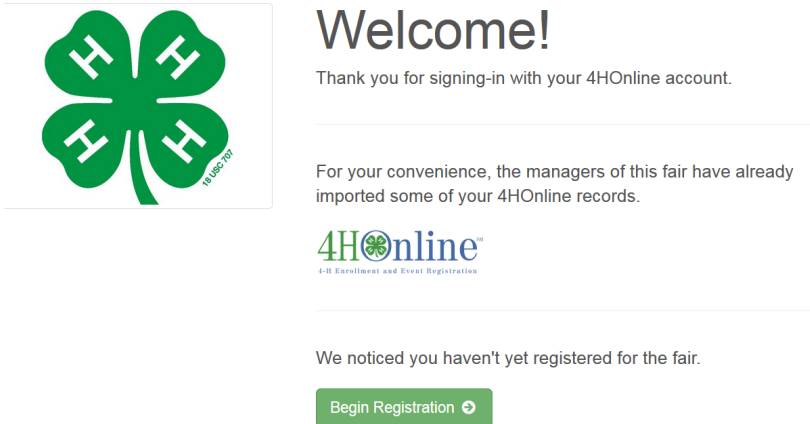 H H
H H
18 USC 707
Welcome!
Thank you for signing-in with your 4HOnline account.
For your convenience, the managers of this fair have already
imported some of your 4HOnline records.
4HOnline℠
4-H Enrollment and Event Registration
We noticed you haven't yet registered for the fair.
Begin Registration